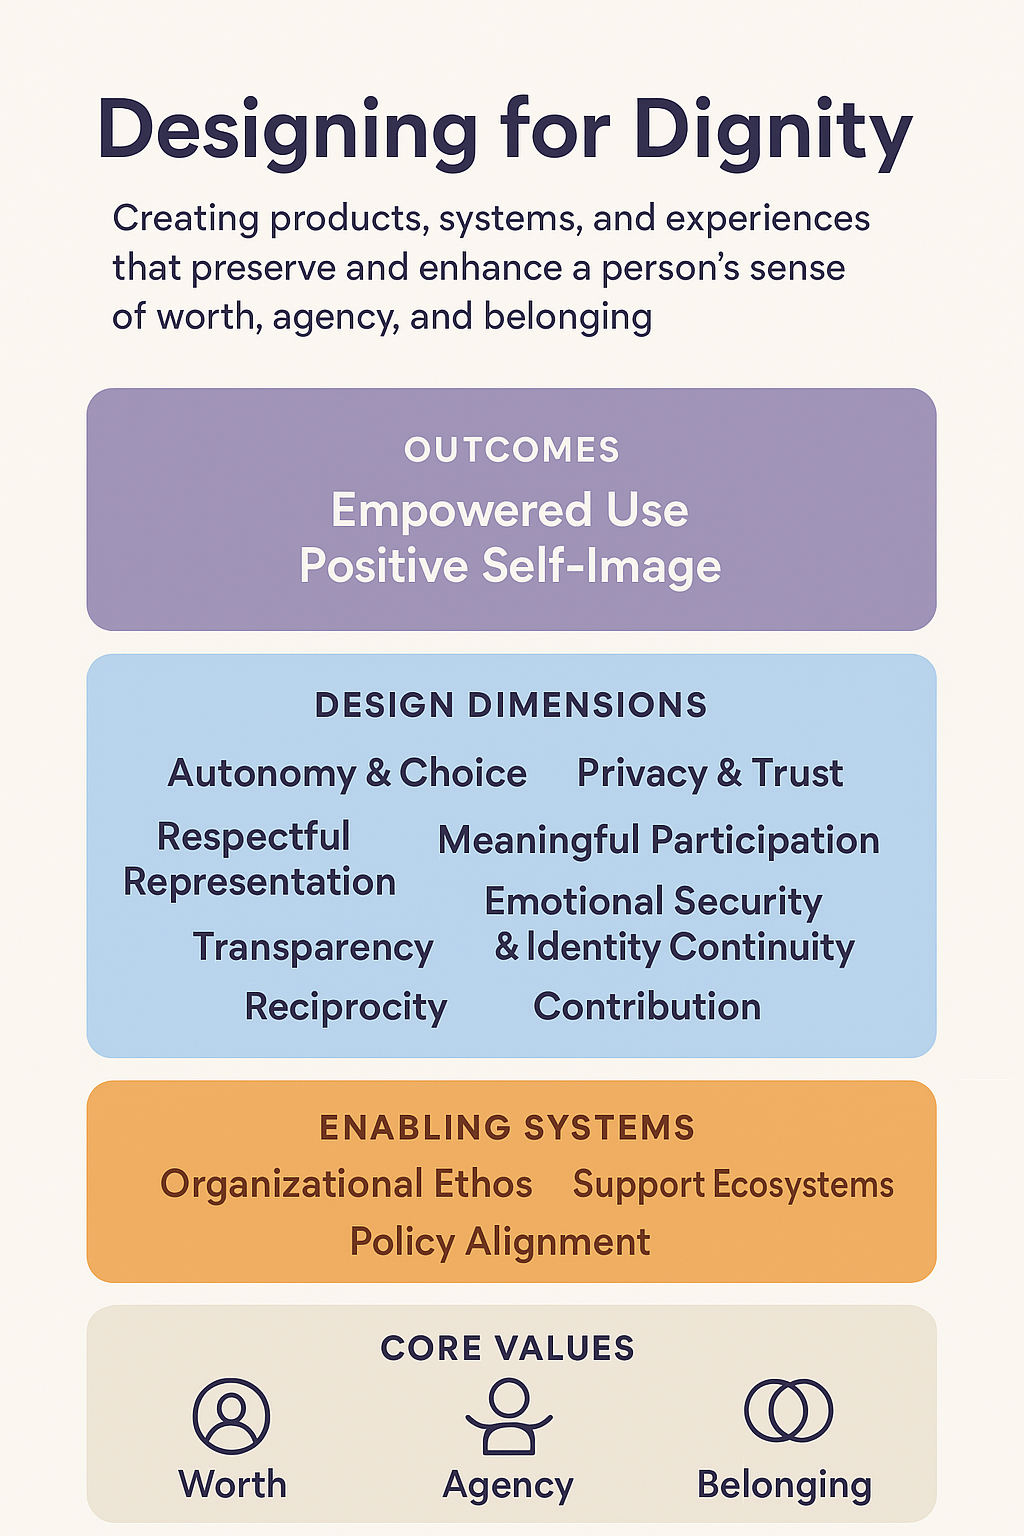 Designing for Dignity
Creating products, systems, and experiences
that preserve and enhance a person’s sense
of worth, agency, and belonging
OUTCOMES
Empowered Use
Positive Self-Image
DESIGN DIMENSIONS
Autonomy & Choice
Privacy & Trust
Respectful
Representation
Meaningful Participation
Transparency
Emotional Security
& Identity Continuity
Reciprocity
Contribution
ENABLING SYSTEMS
Organizational Ethos
Support Ecosystems
Policy Alignment
CORE VALUES
Worth
Agency
Belonging